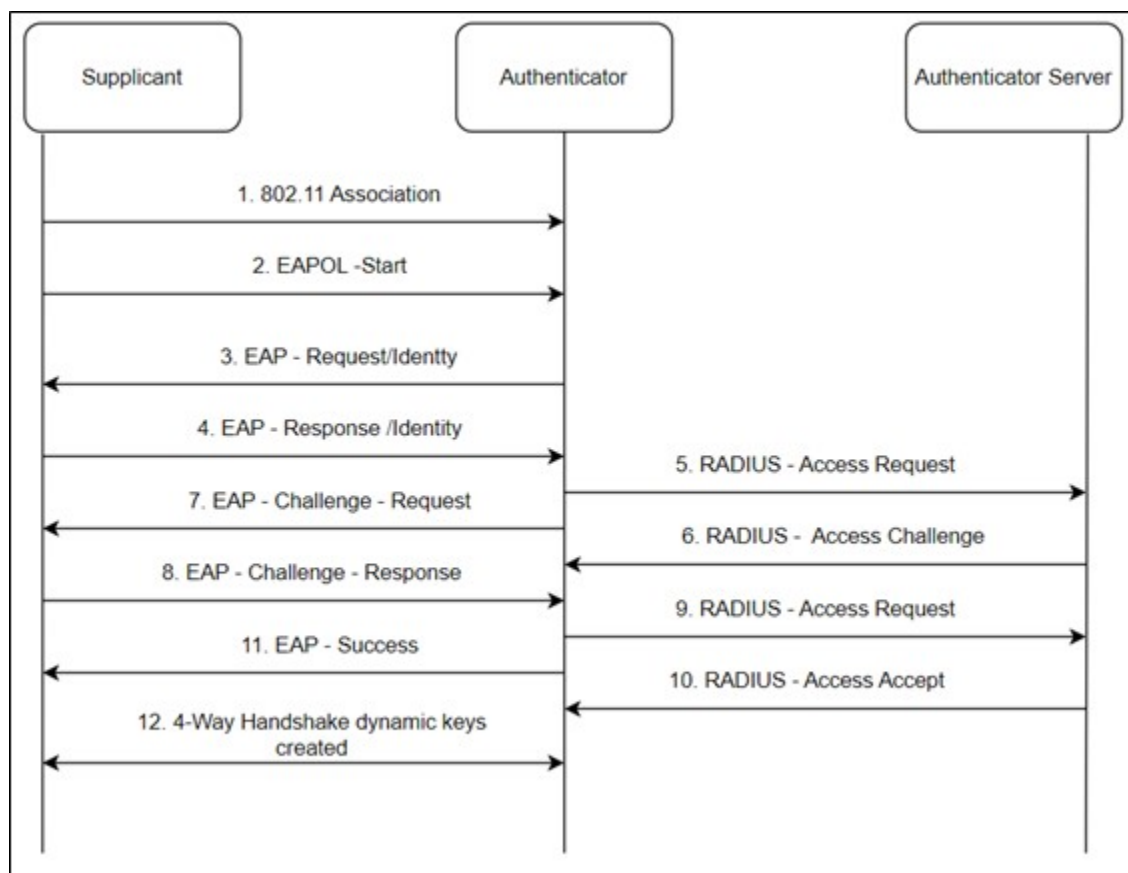 Supplicant
Authenticator
Authenticator Server
1. 802.11 Association
2. EAPOL -Start
3. EAP - Request/Identty
4. EAP - Response /Identity
5. RADIUS - Access Request
7. EAP - Challenge - Request
6. RADIUS -  Access Challenge
8. EAP - Challenge - Response
9. RADIUS - Access Request
11. EAP - Success
10. RADIUS - Access Accept
12. 4-Way Handshake dynamic keys
created